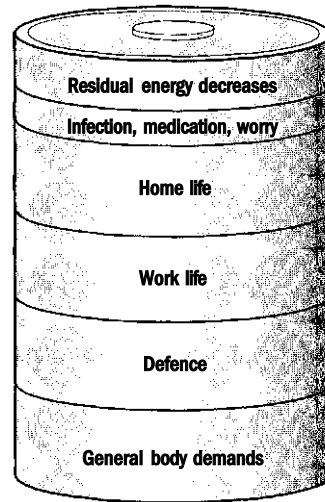 Residual energy decreases
Infection, medication, worry
Home life
Work life
Defence
General body demands